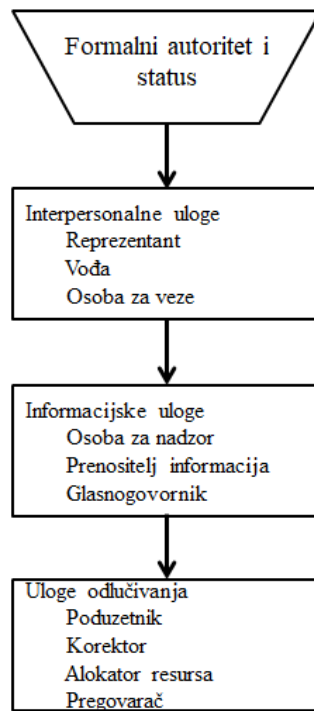 Formalni autoritet i
status
Interpersonalne uloge
Reprezentant
Vođa
Osoba za veze
Informacijske uloge
Osoba za nadzor
Prenositelj informacija
Glasnogovornik
Uloge odlučivanja
Poduzetnik
Korektor
Alokator resursa
Pregovarač